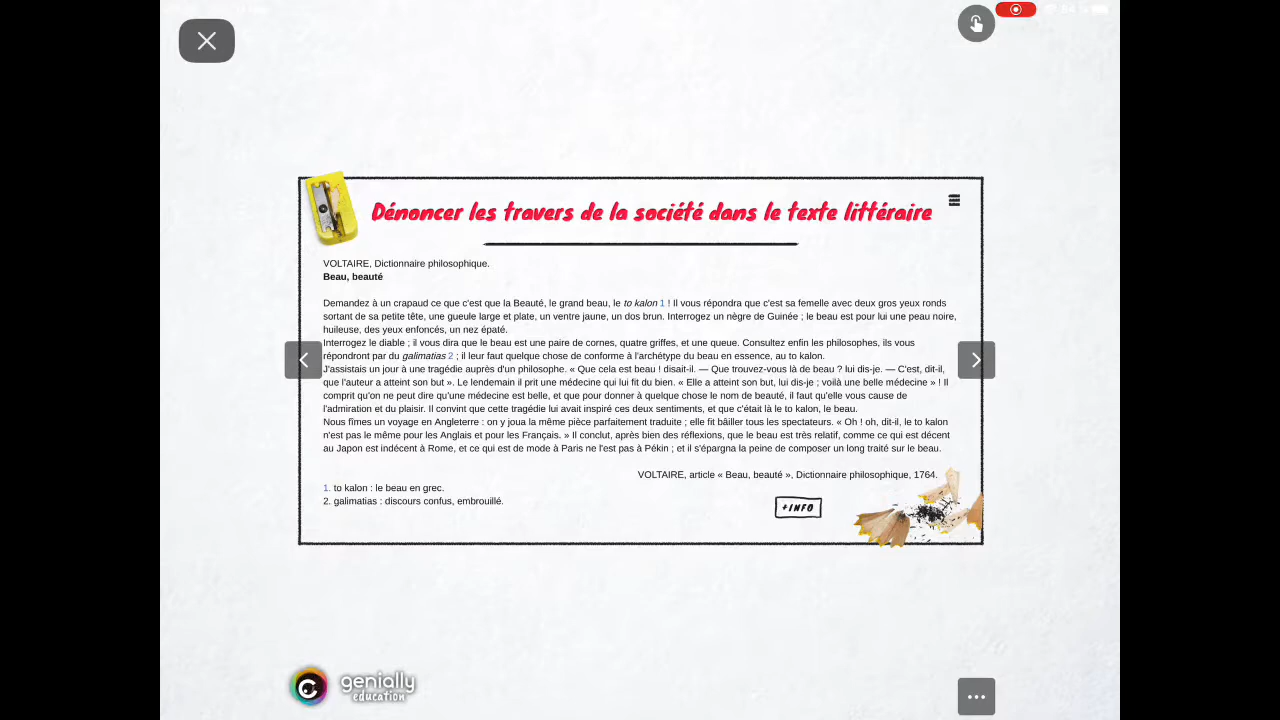 Dénoncer les travers de la société dans le texte littéraire
VOLTAIRE, Dictionnaire philosophique.
Beau, beauté
Demandez à un crapaud ce que c'est que la Beauté, le grand beau, le to kalon 1 ! Il vous répondra que c'est sa femelle avec deux gros yeux ronds
sortant de sa petite tête, une gueule large et plate, un ventre jaune, un dos brun. Interrogez un nègre de Guinée ; le beau est pour lui une peau noire,
huileuse, des yeux enfoncés, un nez épaté.
Interrogez le diable ; il vous dira que le beau est une paire de cornes, quatre griffes, et une queue. Consultez enfin les philosophes, ils vous
répondront par du galimatias 2 ; il leur faut quelque chose de conforme à l'archétype du beau en essence, au to kalon.
J'assistais un jour à une tragédie auprès d'un philosophe. « Que cela est beau ! disait-il. — Que trouvez-vous là de beau ? lui dis-je. — C'est, dit-il,
que l'auteur a atteint son but ». Le lendemain il prit une médecine qui lui fit du bien. « Elle a atteint son but, lui dis-je ; voilà une belle médecine » ! Il
comprit qu'on ne peut dire qu'une médecine est belle, et que pour donner à quelque chose le nom de beauté, il faut qu'elle vous cause de
l'admiration et du plaisir. Il convint que cette tragédie lui avait inspiré ces deux sentiments, et que c'était là le to kalon, le beau.
Nous fîmes un voyage en Angleterre : on y joua la même pièce parfaitement traduite ; elle fit bâiller tous les spectateurs. « Oh ! oh, dit-il, le to kalon
n'est pas le même pour les Anglais et pour les Français. » Il conclut, après bien des réflexions, que le beau est très relatif, comme ce qui est décent
au Japon est indécent à Rome, et ce qui est de mode à Paris ne l'est pas à Pékin ; et il s'épargna la peine de composer un long traité sur le beau.
VOLTAIRE, article « Beau, beauté », Dictionnaire philosophique, 1764.
1. to kalon : le beau en grec.
2. galimatias : discours confus, embrouillé.
+INFO
genially
education